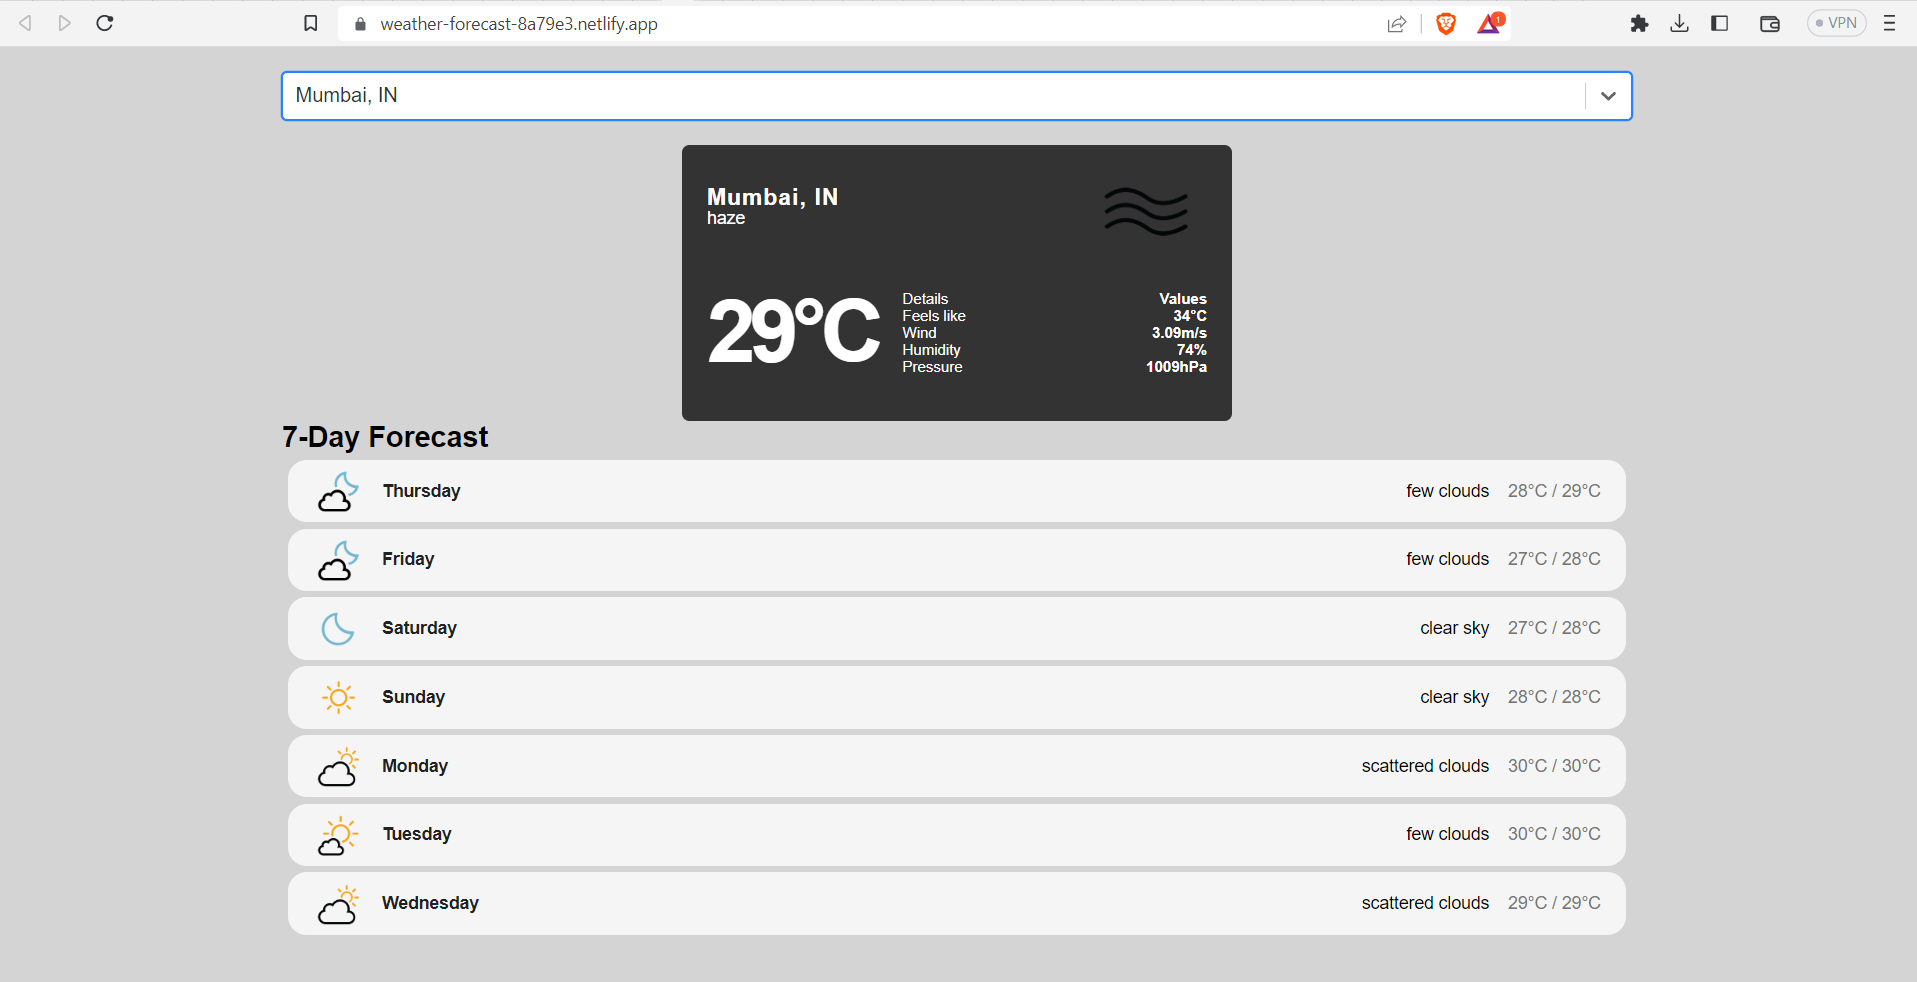 weather-forecast-8a79e3.netlify.app
1
VPN
Mumbai, IN
Mumbai, IN
haze
29°C
Details Values
Feels like 34°C
Wind 3.09m/s
Humidity 74%
Pressure 1009hPa
7-Day Forecast
Thursday few clouds 28°C / 29°C
Friday few clouds 27°C / 28°C
Saturday clear sky 27°C / 28°C
Sunday clear sky 28°C / 28°C
Monday scattered clouds 30°C / 30°C
Tuesday few clouds 30°C / 30°C
Wednesday scattered clouds 29°C / 29°C